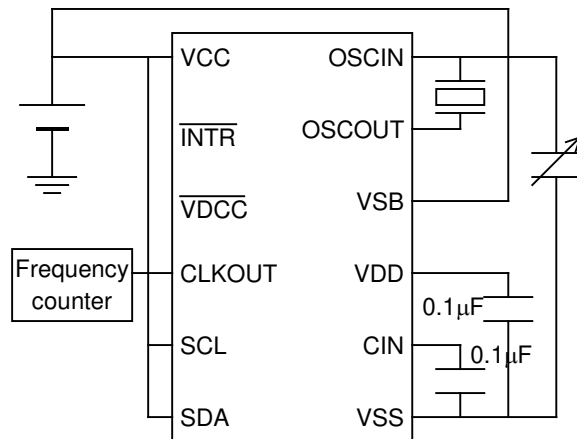 VCC
OSCIN
INTR
OSCOUT
VDCC
VSB
Frequency
counter
CLKOUT
VDD
0.1μF
SCL
CIN
0.1μF
SDA
VSS